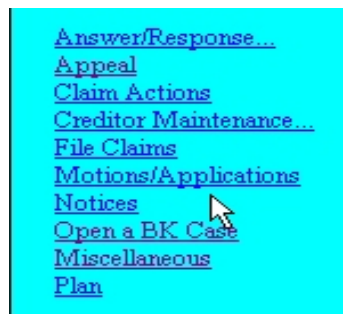 Answer/Response...
Appeal
Claim Actions
Creditor Maintenance...
File Claims
Motions/Applications
Notices
Open a BK Case
Miscellaneous
Plan